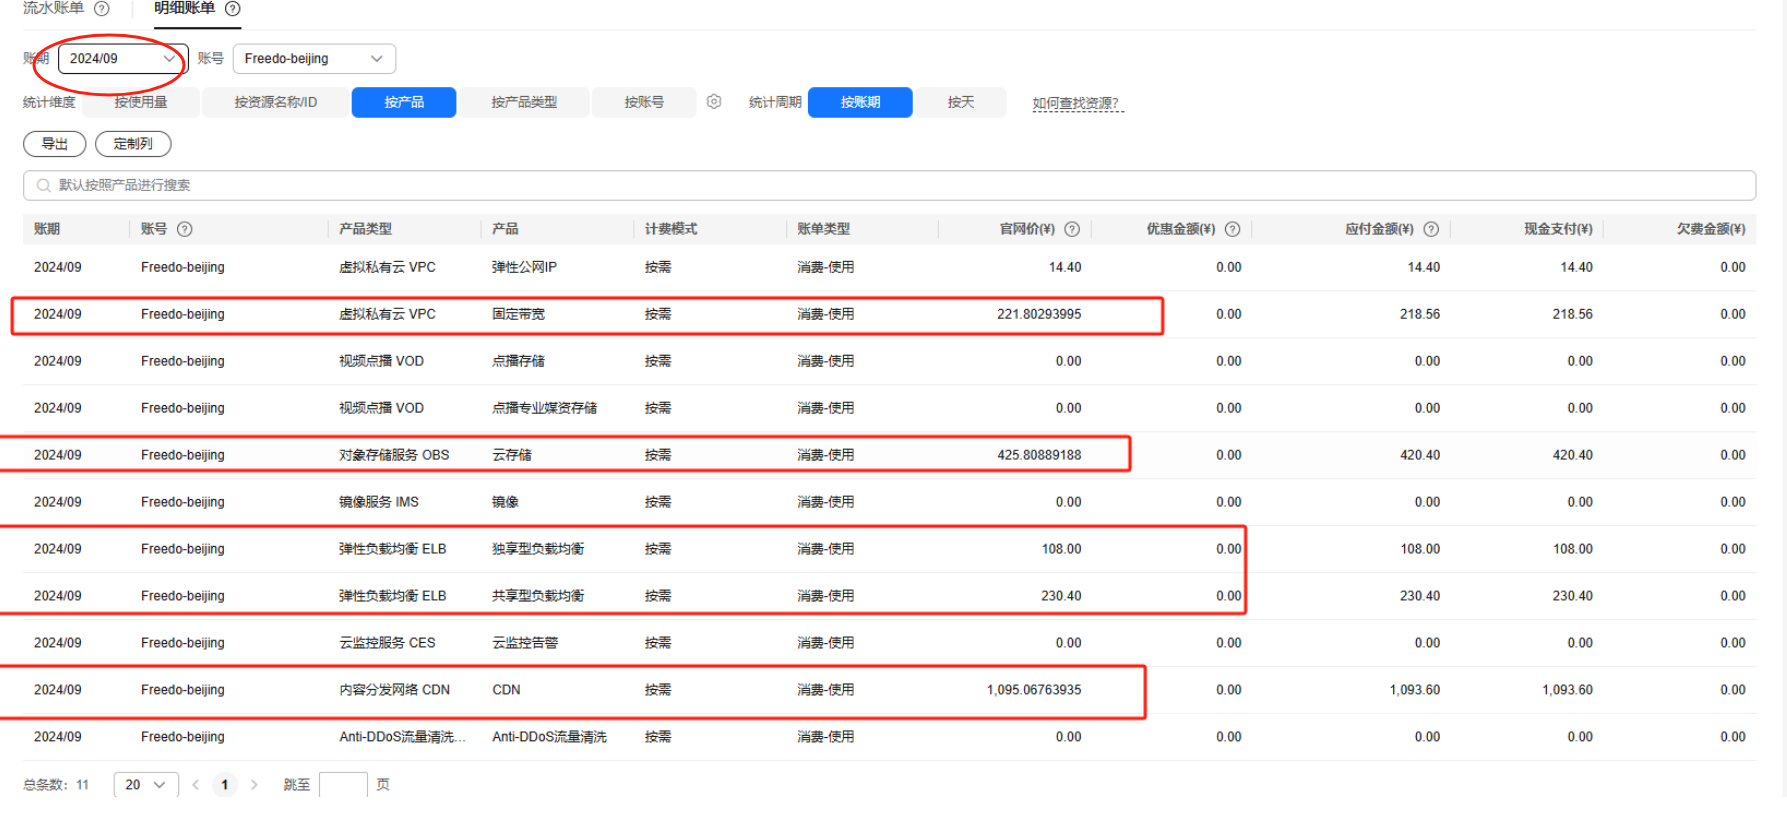 流水账单 ? 明细账单 ?
账期 2024/09 账号 Freedo-beijing
统计维度 按使用量 按资源名称/ID 按产品 按产品类型 按账号 统计周期 按账期 按天 如何查找资源?
导出 定制列
默认按照产品进行搜索
账期 账号 ? 产品类型 产品 计费模式 账单类型 官网价(¥) ? 优惠金额(¥) ? 应付金额(¥) ? 现金支付(¥) 欠费金额(¥)
2024/09 Freedo-beijing 虚拟私有云 VPC 弹性公网IP 按需 消费-使用 14.40 0.00 14.40 14.40 0.00
2024/09 Freedo-beijing 虚拟私有云 VPC 固定带宽 按需 消费-使用 221.80293995 0.00 218.56 218.56 0.00
2024/09 Freedo-beijing 视频点播 VOD 点播存储 按需 消费-使用 0.00 0.00 0.00 0.00 0.00
2024/09 Freedo-beijing 视频点播 VOD 点播专业媒资存储 按需 消费-使用 0.00 0.00 0.00 0.00 0.00
2024/09 Freedo-beijing 对象存储服务 OBS 云存储 按需 消费-使用 425.80889188 0.00 420.40 420.40 0.00
2024/09 Freedo-beijing 镜像服务 IMS 镜像 按需 消费-使用 0.00 0.00 0.00 0.00 0.00
2024/09 Freedo-beijing 弹性负载均衡 ELB 独享型负载均衡 按需 消费-使用 108.00 0.00 108.00 108.00 0.00
2024/09 Freedo-beijing 弹性负载均衡 ELB 共享型负载均衡 按需 消费-使用 230.40 0.00 230.40 230.40 0.00
2024/09 Freedo-beijing 云监控服务 CES 云监控告警 按需 消费-使用 0.00 0.00 0.00 0.00 0.00
2024/09 Freedo-beijing 内容分发网络 CDN CDN 按需 消费-使用 1,095.06763935 0.00 1,093.60 1,093.60 0.00
2024/09 Freedo-beijing Anti-DDoS流量清洗... Anti-DDoS流量清洗 按需 消费-使用 0.00 0.00 0.00 0.00 0.00
总条数: 11 20 < 1 > 跳至 页